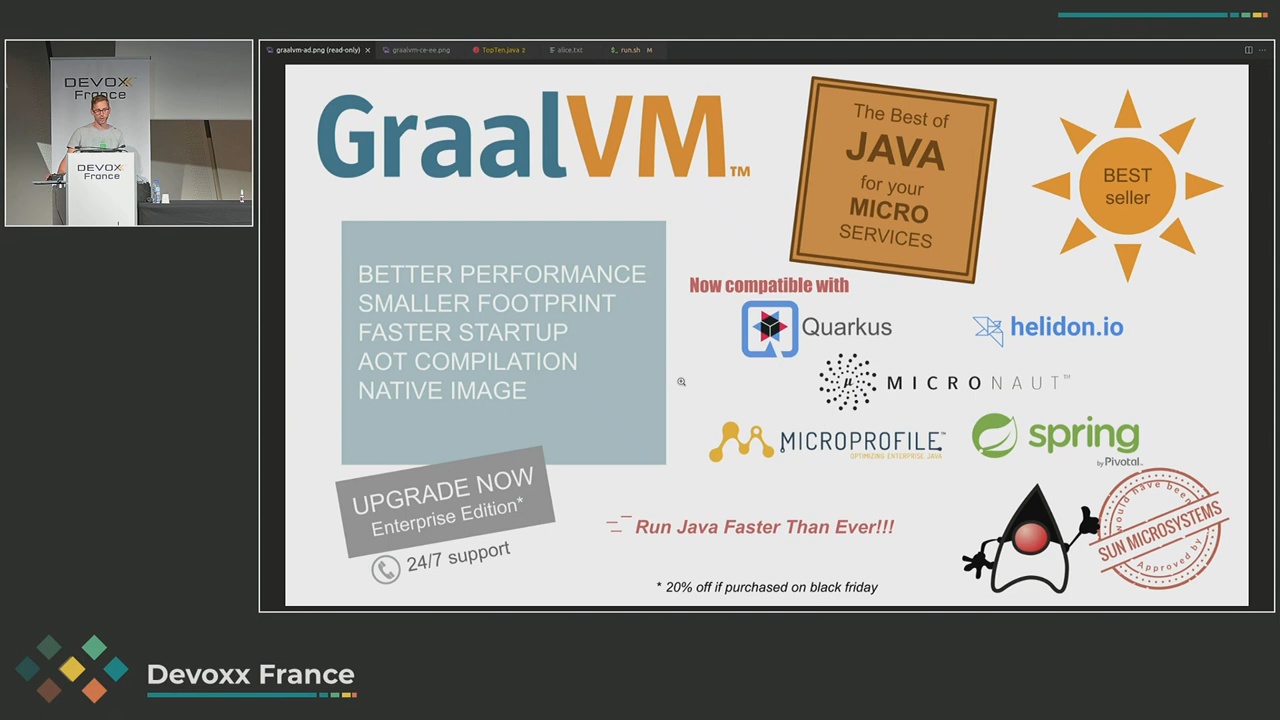 graalvm-ad.png (read-only)
graalvm-ce-ee.png
TopTen.java 2
alice.txt
run.sh M
DEVOXX
France
DEVOXX
France
GraalVM™
The Best of
JAVA
for your
MICRO
SERVICES
BEST
seller
BETTER PERFORMANCE
SMALLER FOOTPRINT
FASTER STARTUP
AOT COMPILATION
NATIVE IMAGE
Now compatible with
Quarkus
helidon.io
μ MICRONAUT™
MICROPROFILE™
OPTIMIZING ENTERPRISE JAVA
spring
by Pivotal.
UPGRADE NOW
Enterprise Edition*
24/7 support
Run Java Faster Than Ever!!!
* 20% off if purchased on black friday
Would have been
SUN MICROSYSTEMS
Approved by
Devoxx France